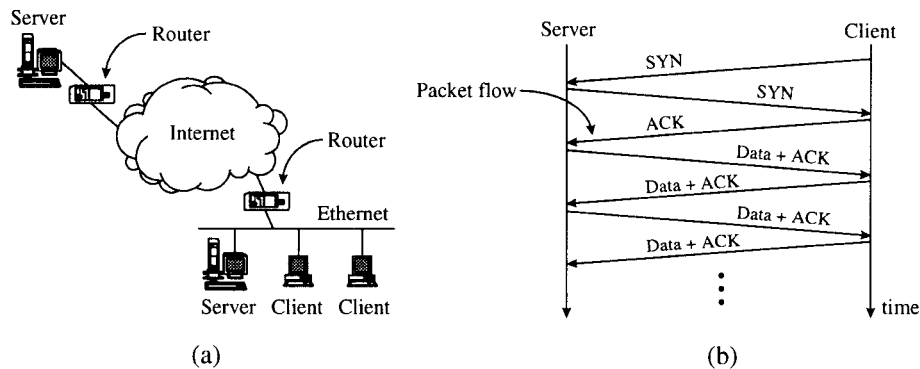 Server
Router
Internet
Router
Ethernet
Server
Client
Client
(a)
Server
Client
SYN
SYN
Packet flow
ACK
Data + ACK
Data + ACK
Data + ACK
Data + ACK
time
(b)